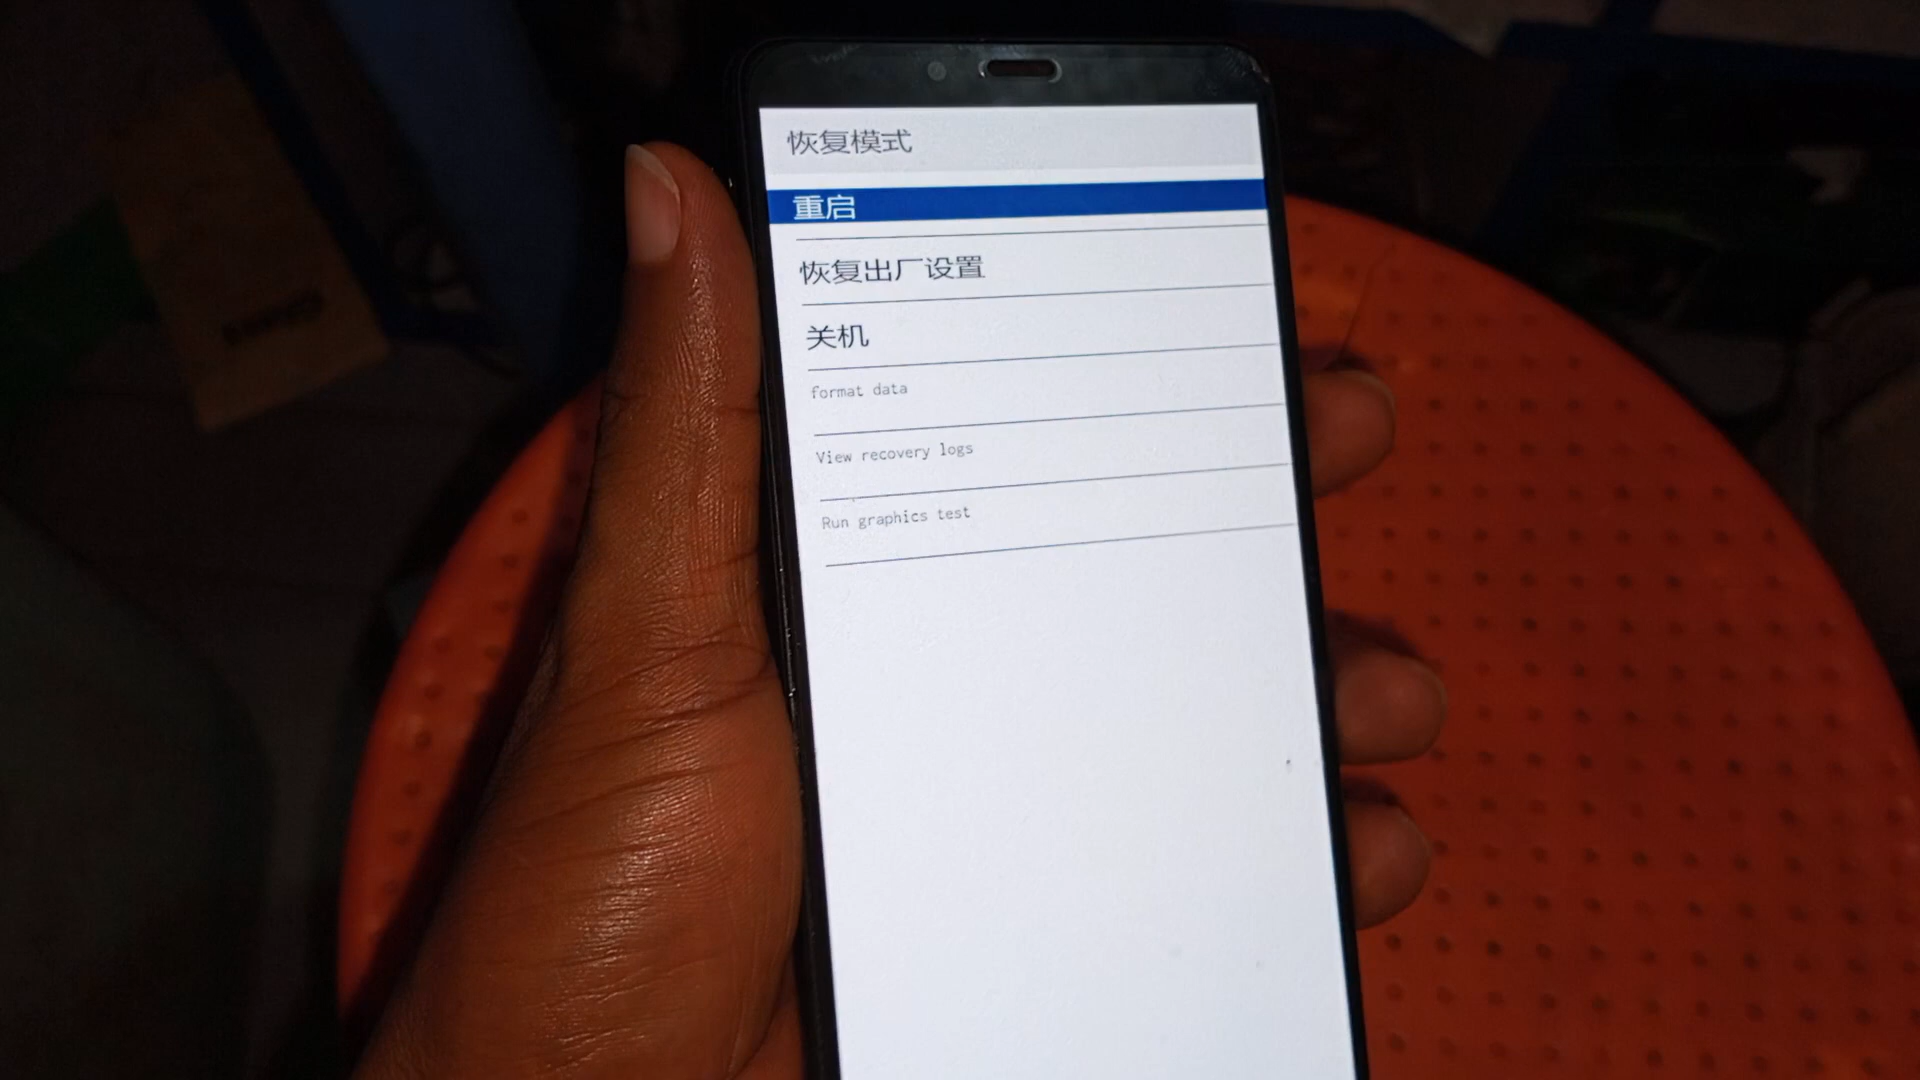 恢复模式
重启
恢复出厂设置
关机
format data
View recovery logs
Run graphics test